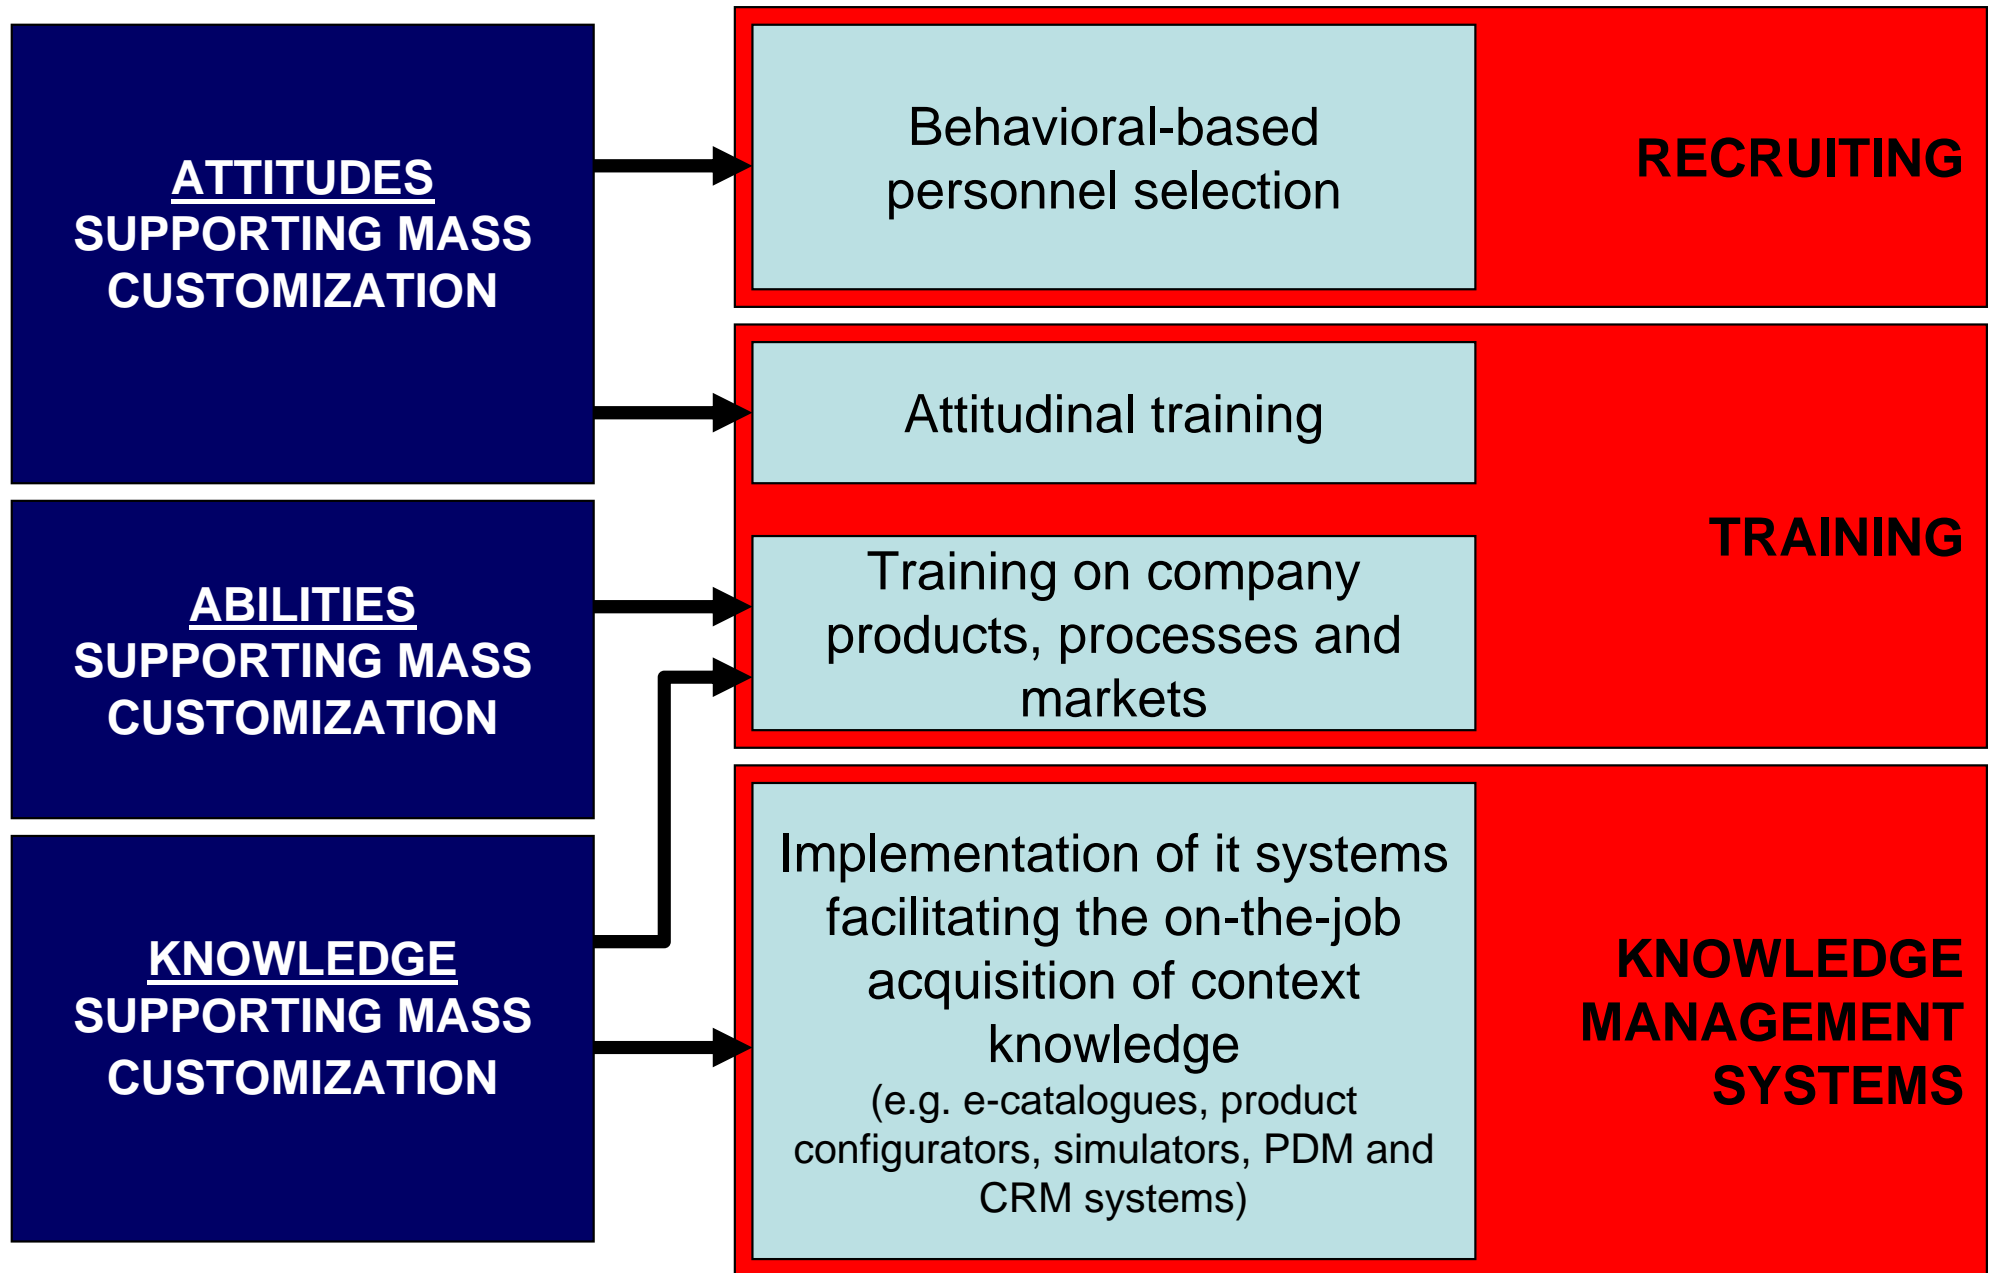 ATTITUDES
SUPPORTING MASS
CUSTOMIZATION
Behavioral-based
personnel selection
RECRUITING
Attitudinal training
TRAINING
ABILITIES
SUPPORTING MASS
CUSTOMIZATION
Training on company
products, processes and
markets
KNOWLEDGE
SUPPORTING MASS
CUSTOMIZATION
Implementation of it systems
facilitating the on-the-job
acquisition of context
knowledge
(e.g. e-catalogues, product
configurators, simulators, PDM and
CRM systems)
KNOWLEDGE
MANAGEMENT
SYSTEMS